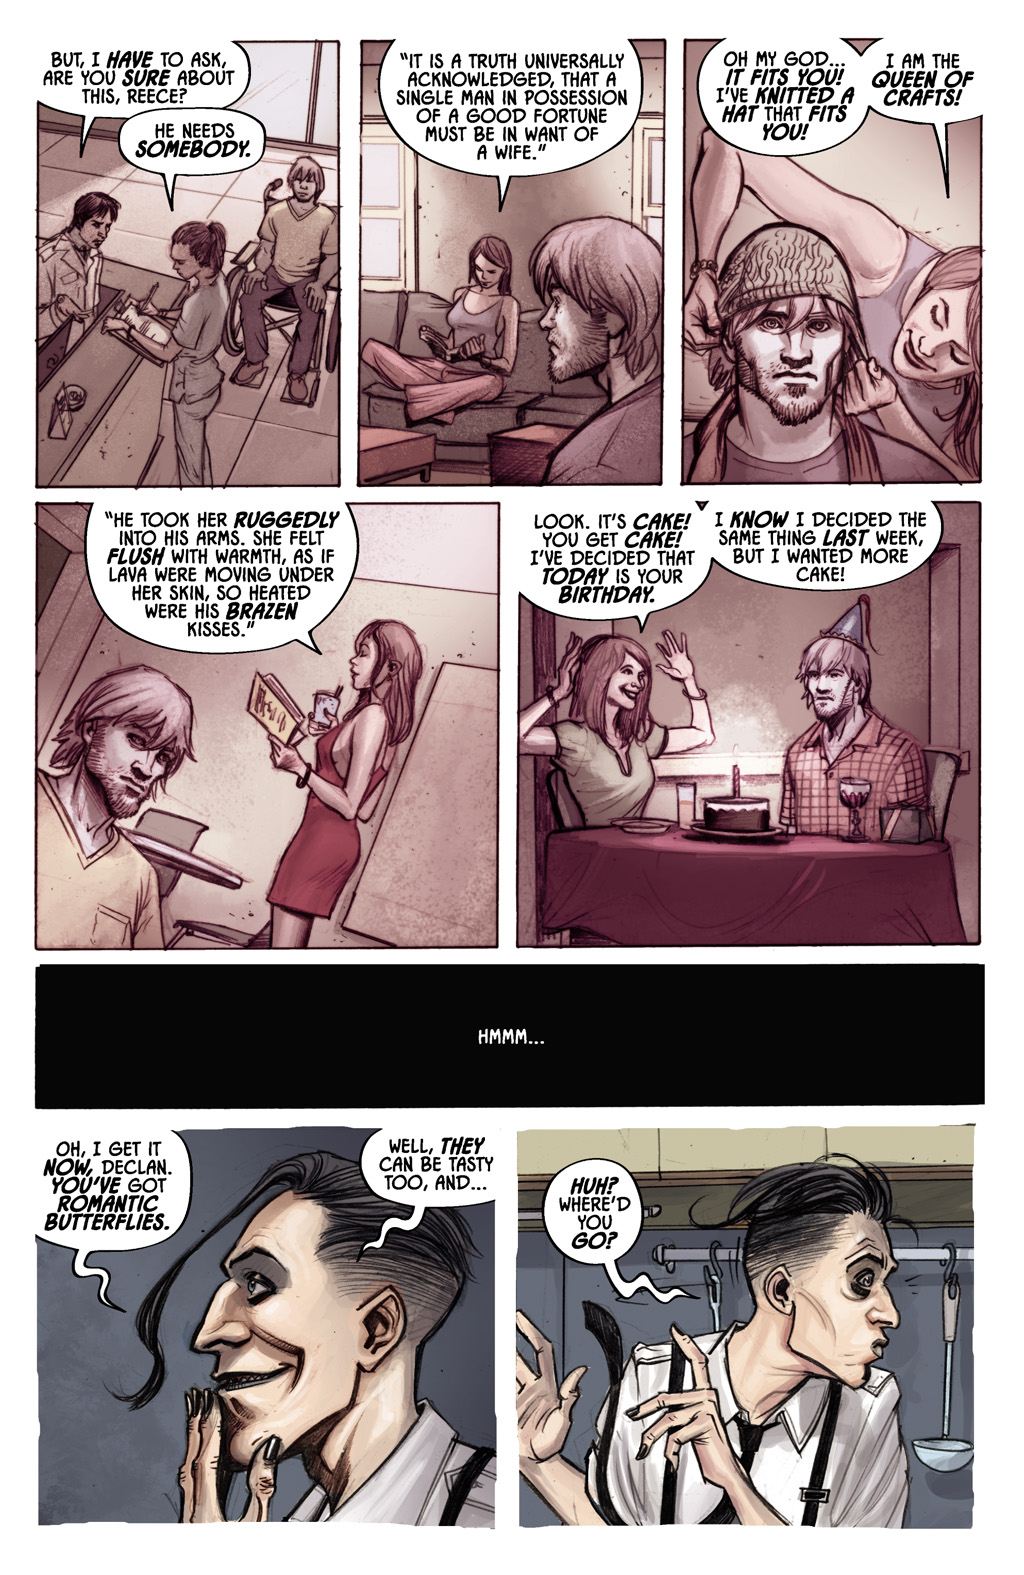 BUT, I HAVE TO ASK,
ARE YOU SURE ABOUT
THIS, REECE?
HE NEEDS
SOMEBODY.
"IT IS A TRUTH UNIVERSALLY
ACKNOWLEDGED, THAT A
SINGLE MAN IN POSSESSION
OF A GOOD FORTUNE
MUST BE IN WANT OF
A WIFE."
OH MY GOD...
IT FITS YOU!
I'VE KNITTED A
HAT THAT FITS
YOU!
I AM THE
QUEEN OF
CRAFTS!
"HE TOOK HER RUGGEDLY
INTO HIS ARMS. SHE FELT
FLUSH WITH WARMTH, AS IF
LAVA WERE MOVING UNDER
HER SKIN, SO HEATED
WERE HIS BRAZEN
KISSES."
LOOK. IT'S CAKE!
YOU GET CAKE!
I'VE DECIDED THAT
TODAY IS YOUR
BIRTHDAY.
I KNOW I DECIDED THE
SAME THING LAST WEEK,
BUT I WANTED MORE
CAKE!
HMMM...
OH, I GET IT
NOW, DECLAN.
YOU'VE GOT
ROMANTIC
BUTTERFLIES.
WELL, THEY
CAN BE TASTY
TOO, AND...
HUH?
WHERE'D
YOU
GO?